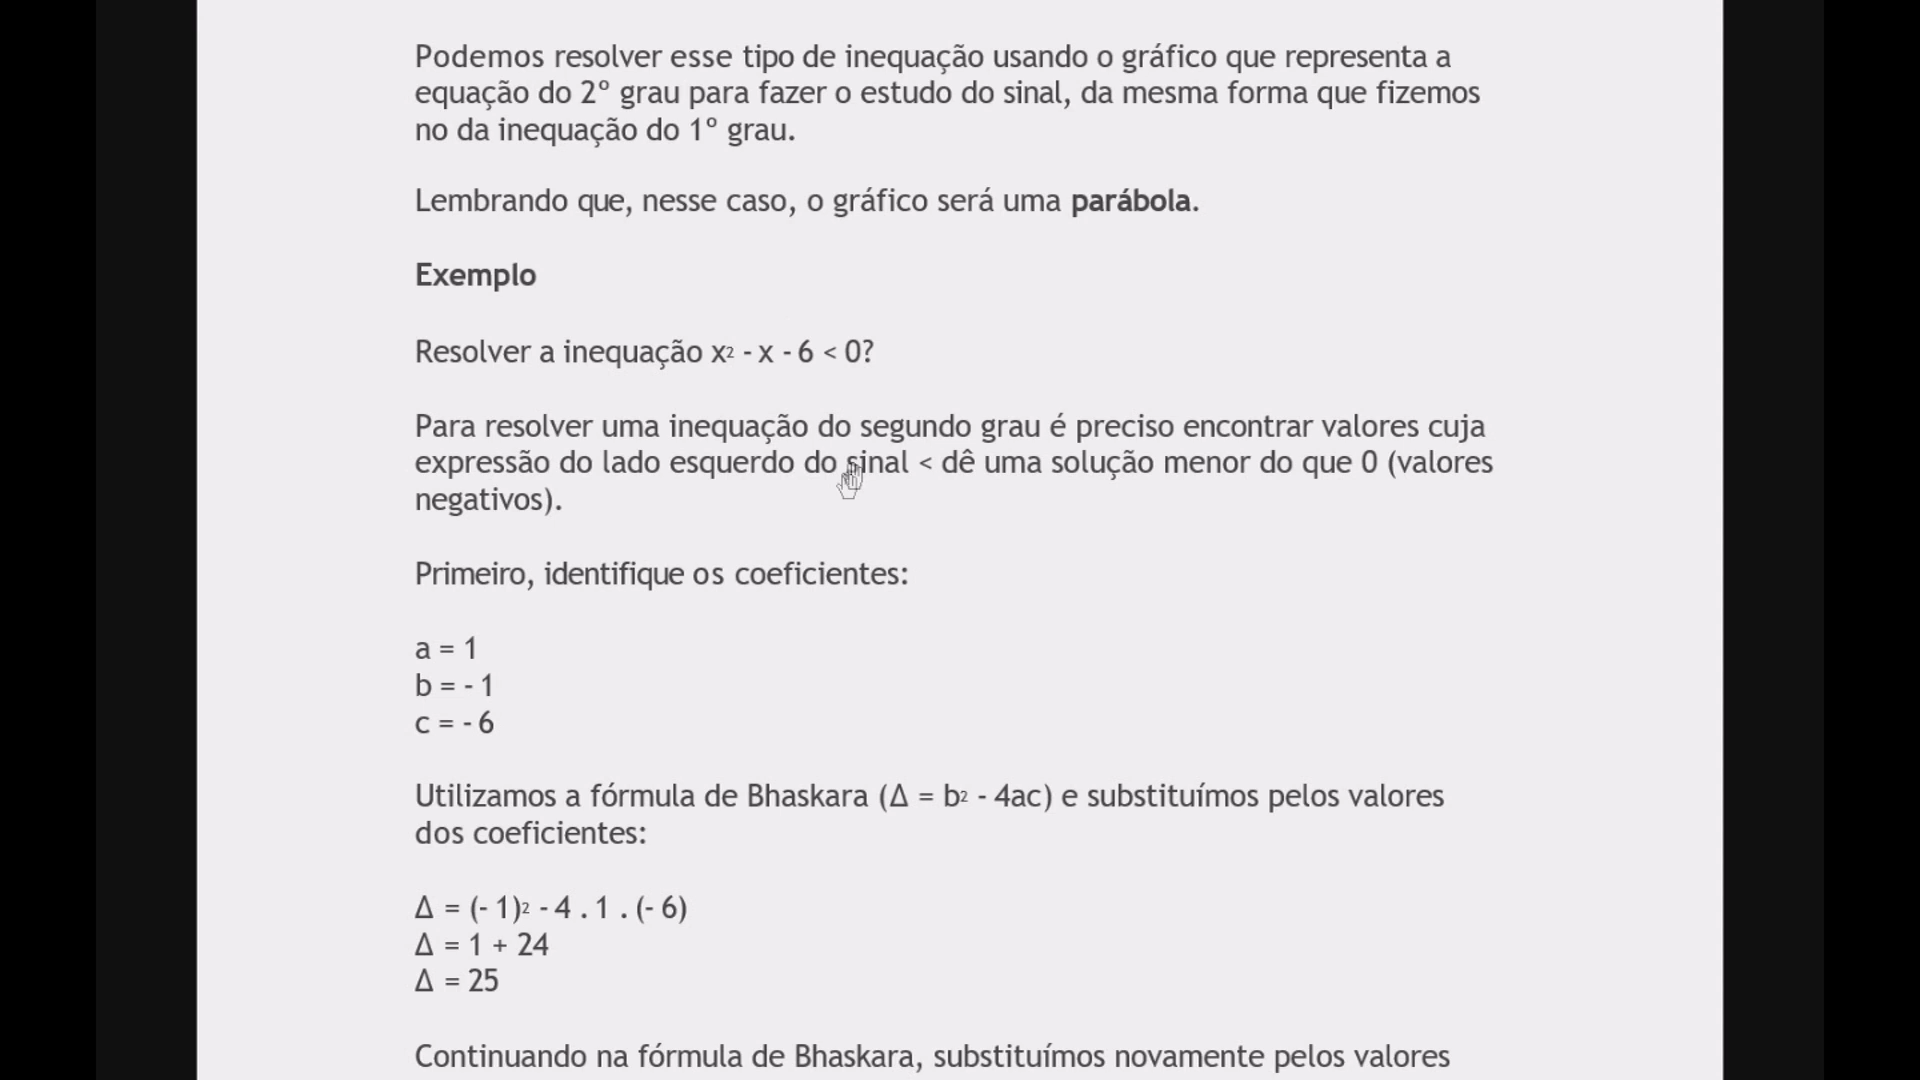 Podemos resolver esse tipo de inequação usando o gráfico que representa a
equação do 2º grau para fazer o estudo do sinal, da mesma forma que fizemos
no da inequação do 1º grau.
Lembrando que, nesse caso, o gráfico será uma parábola.
Exemplo
Resolver a inequação x² - x - 6 < 0?
Para resolver uma inequação do segundo grau é preciso encontrar valores cuja
expressão do lado esquerdo do sinal < dê uma solução menor do que 0 (valores
negativos).
Primeiro, identifique os coeficientes:
a = 1
b = - 1
c = - 6
Utilizamos a fórmula de Bhaskara (Δ = b² - 4ac) e substituímos pelos valores
dos coeficientes:
Δ = (- 1)² - 4 . 1 . (- 6)
Δ = 1 + 24
Δ = 25
Continuando na fórmula de Bhaskara, substituímos novamente pelos valores